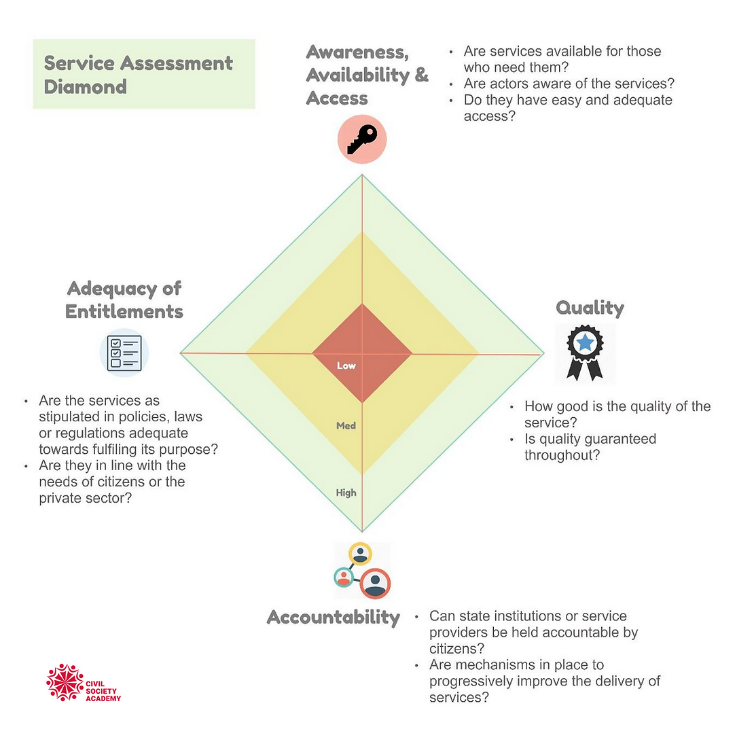 Service Assessment
Diamond
Awareness,
Availability &
Access
• Are services available for those
who need them?
• Are actors aware of the services?
• Do they have easy and adequate
access?
Adequacy of
Entitlements
• Are the services as
stipulated in policies, laws
or regulations adequate
towards fulfiling its purpose?
• Are they in line with the
needs of citizens or the
private sector?
Quality
• How good is the quality of the
service?
• Is quality guaranteed
throughout?
Low
Med
High
Accountability
• Can state institutions or service
providers be held accountable by
citizens?
• Are mechanisms in place to
progressively improve the delivery of
services?
CIVIL
SOCIETY
ACADEMY